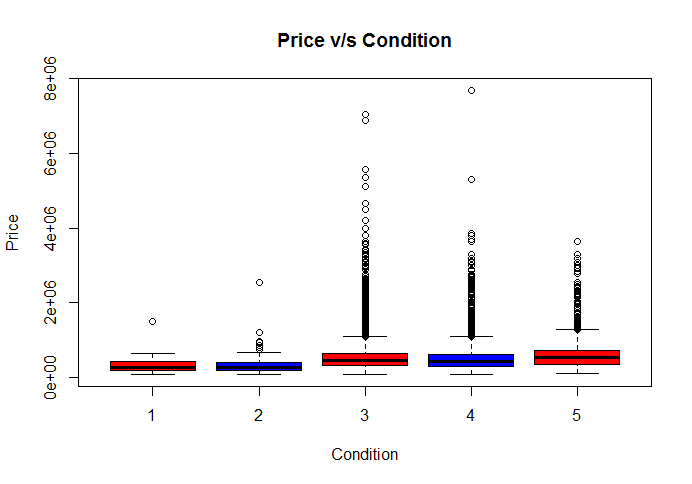 Price v/s Condition
8e+06
6e+06
4e+06
2e+06
0e+00
Price
1 2 3 4 5
Condition